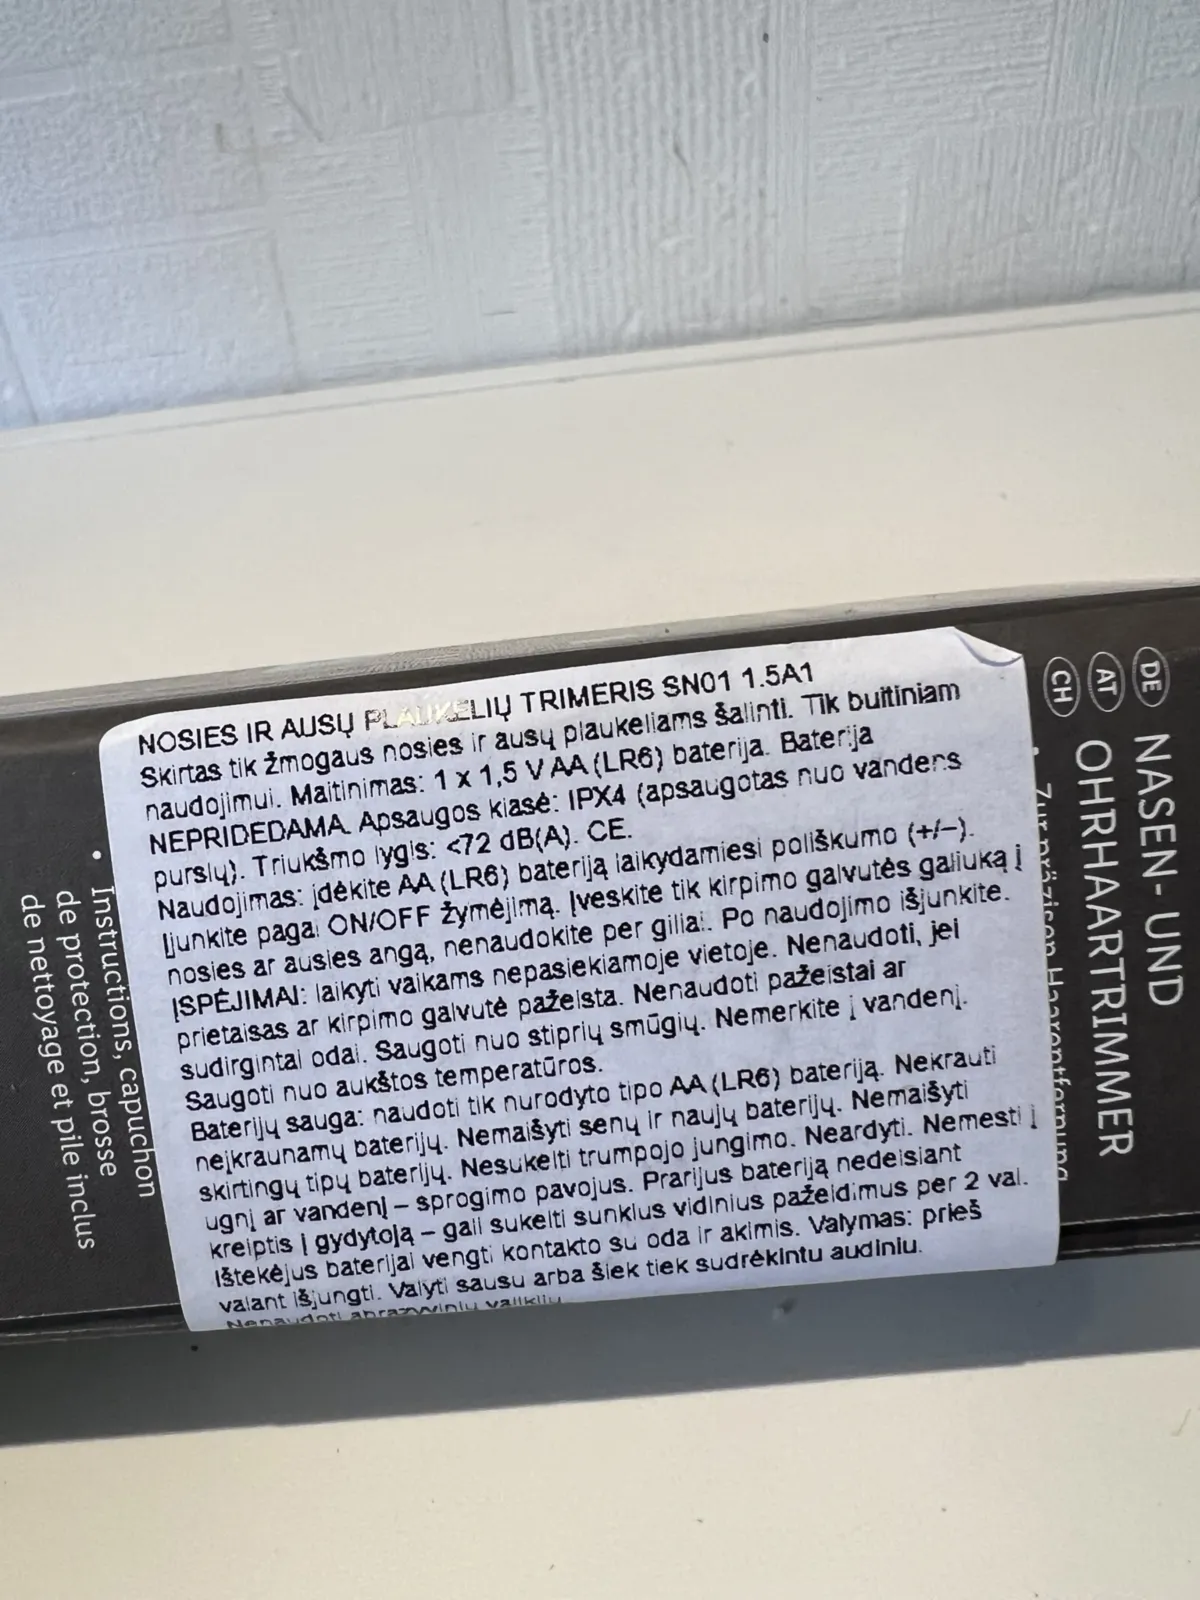 NOSIES IR AUSŲ PLAUKELIŲ TRIMERIS SN01 1.5A1
Skirtas tik žmogaus nosies ir ausų plaukeliams šalinti. Tik buitiniam
naudojimui. Maitinimas: 1 x 1,5 V AA (LR6) baterija. Baterija
NEPRIDEDAMA. Apsaugos klasė: IPX4 (apsaugotas nuo vandens
purslų). Triukšmo lygis: <72 dB(A). CE.
Naudojimas: įdėkite AA (LR6) bateriją laikydamiesi poliškumo (+/–).
Įjunkite pagal ON/OFF žymėjimą. Įveskite tik kirpimo galvutės galiuką į
nosies ar ausies angą, nenaudokite per giliai. Po naudojimo išjunkite.
ĮSPĖJIMAI: laikyti vaikams nepasiekiamoje vietoje. Nenaudoti, jei
prietaisas ar kirpimo galvutė pažeista. Nenaudoti pažeistai ar
sudirgintai odai. Saugoti nuo stiprių smūgių. Nemerkite į vandenį.
Saugoti nuo aukštos temperatūros.
Baterijų sauga: naudoti tik nurodyto tipo AA (LR6) bateriją. Nekrauti
neįkraunamų baterijų. Nemaišyti senų ir naujų baterijų. Nemaišyti
skirtingų tipų baterijų. Nesukelti trumpojo jungimo. Neardyti. Nemesti į
ugnį ar vandenį – sprogimo pavojus. Prarijus bateriją nedelsiant
kreiptis į gydytoją – gali sukelti sunkius vidinius pažeidimus per 2 val.
Ištekėjus baterijai vengti kontakto su oda ir akimis. Valymas: prieš
valant išjungti. Valyti sausu arba šiek tiek sudrėkintu audiniu.
Nenaudoti abrazyvinių valiklių
DE AT CH
NASEN- UND
OHRHAARTRIMMER
• Zur präzisen Haarentfernung
• Instructions, capuchon
de protection, brosse
de nettoyage et pile inclus